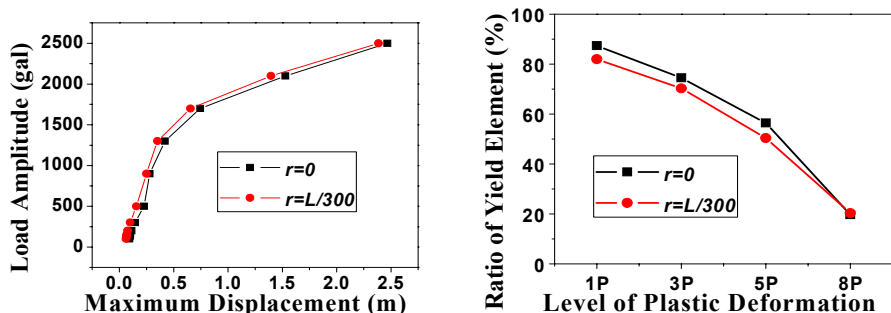 Load Amplitude (gal)
2500
2000
1500
1000
500
0
r=0
r=L/300
0.0
0.5
1.0
1.5
2.0
2.5
Maximum Displacement (m)
Ratio of Yield Element (%)
100
80
60
40
20
0
r=0
r=L/300
1P
3P
5P
8P
Level of Plastic Deformation